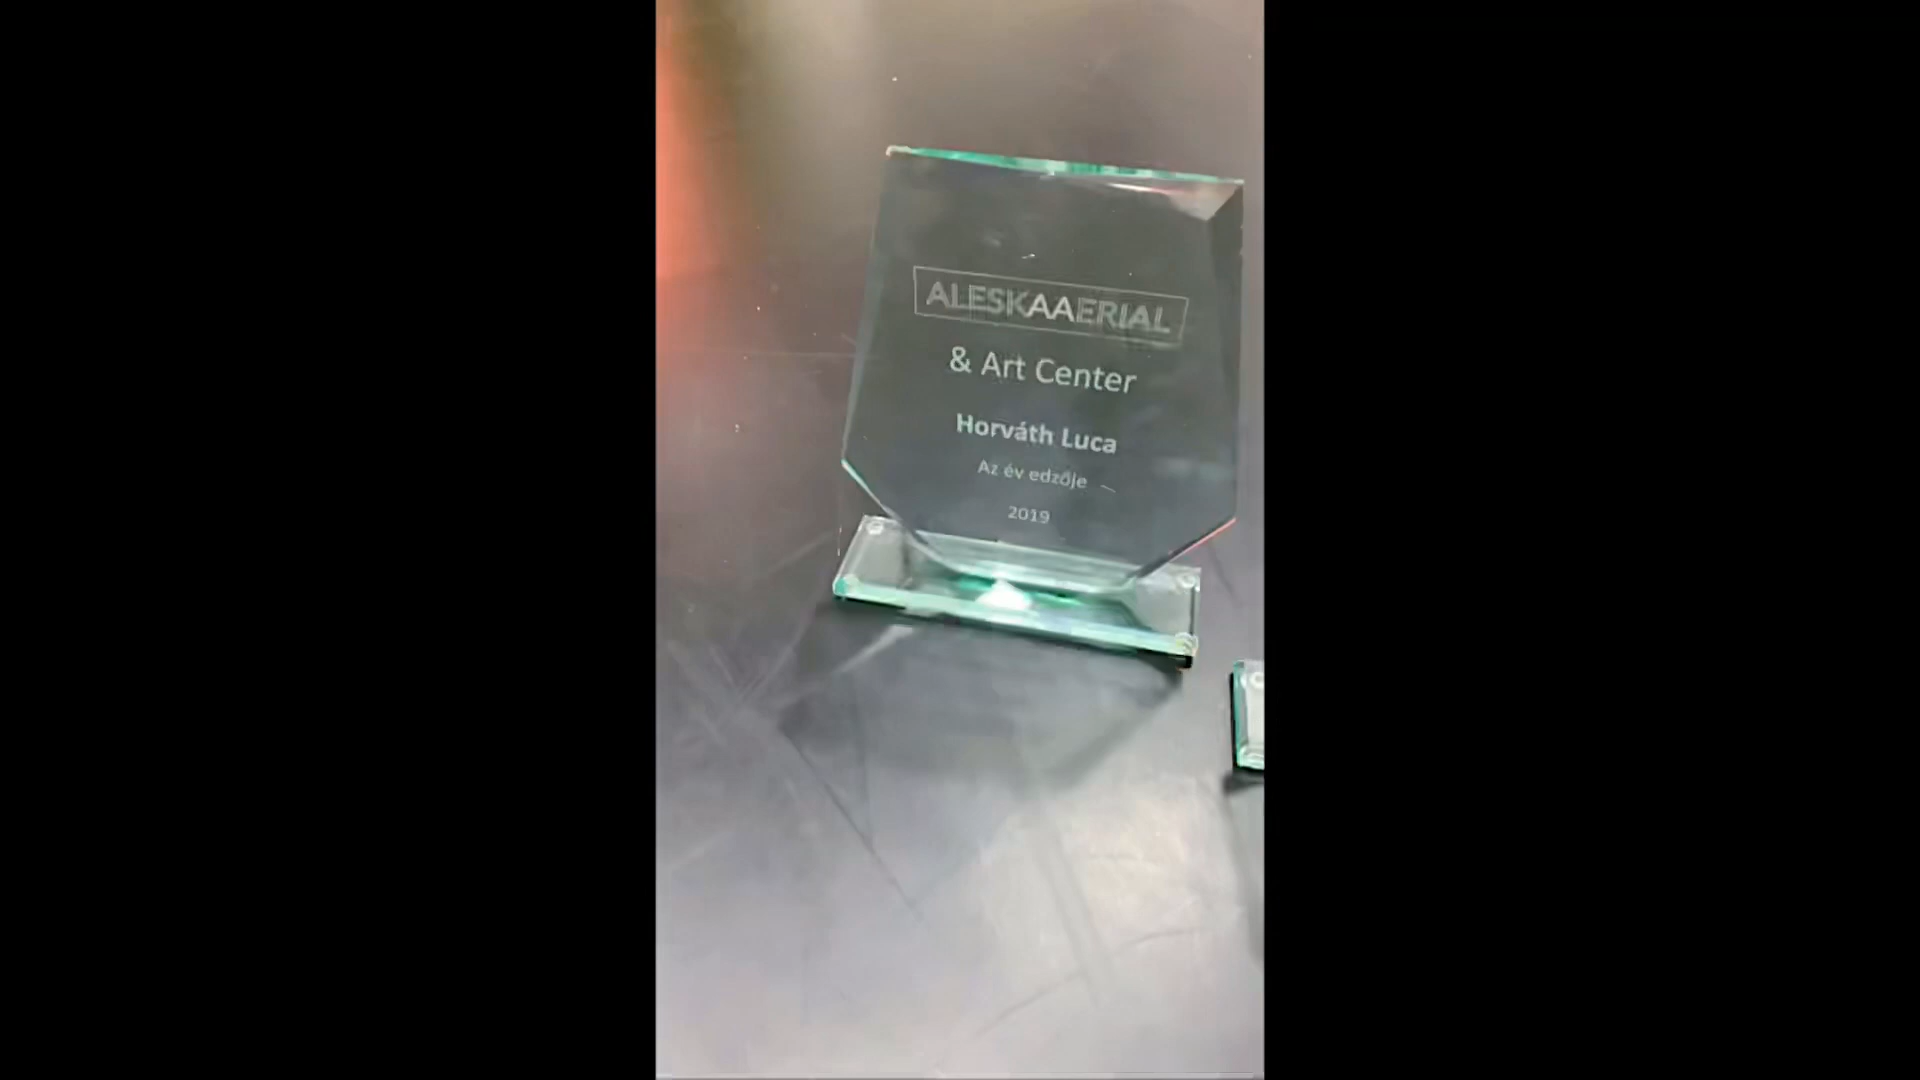 ALESKAAERIAL
& Art Center
Horváth Luca
Az év edzője
2019